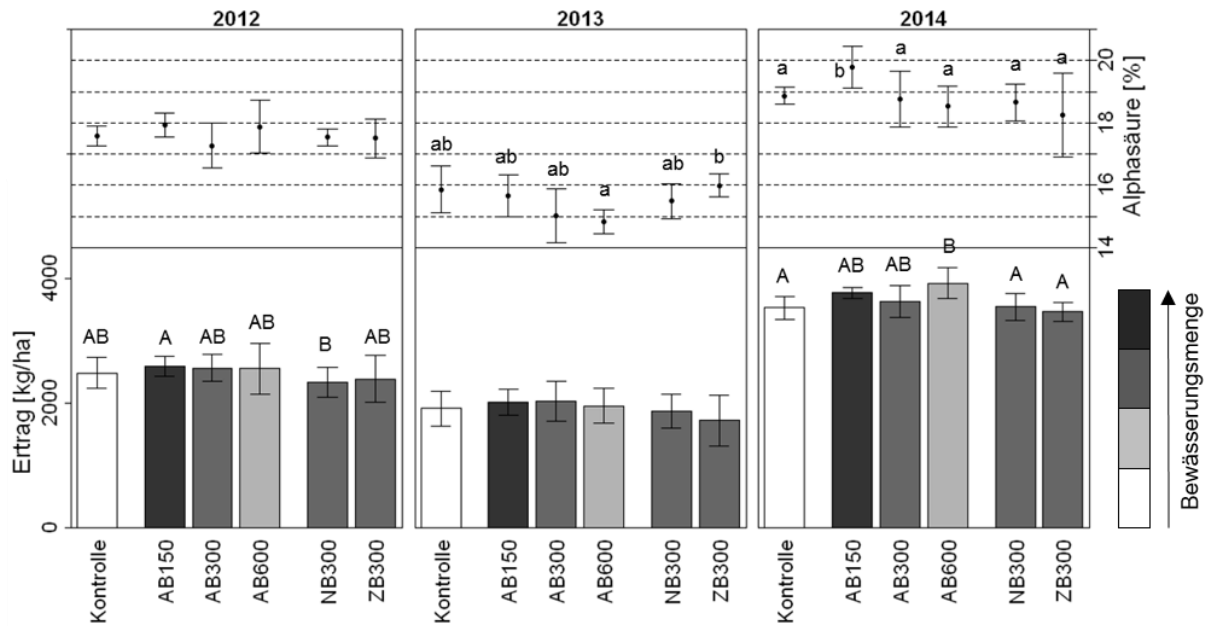 2012
2013
2014
ab
ab
ab
a
ab
b
a
b
a
a
a
a
20
18
16
14
Alphasäure [%]
4000
2000
0
Ertrag [kg/ha]
AB
A
AB
AB
B
AB
A
AB
AB
B
A
A
Bewässerungsmenge
Kontrolle
AB150
AB300
AB600
NB300
ZB300
Kontrolle
AB150
AB300
AB600
NB300
ZB300
Kontrolle
AB150
AB300
AB600
NB300
ZB300